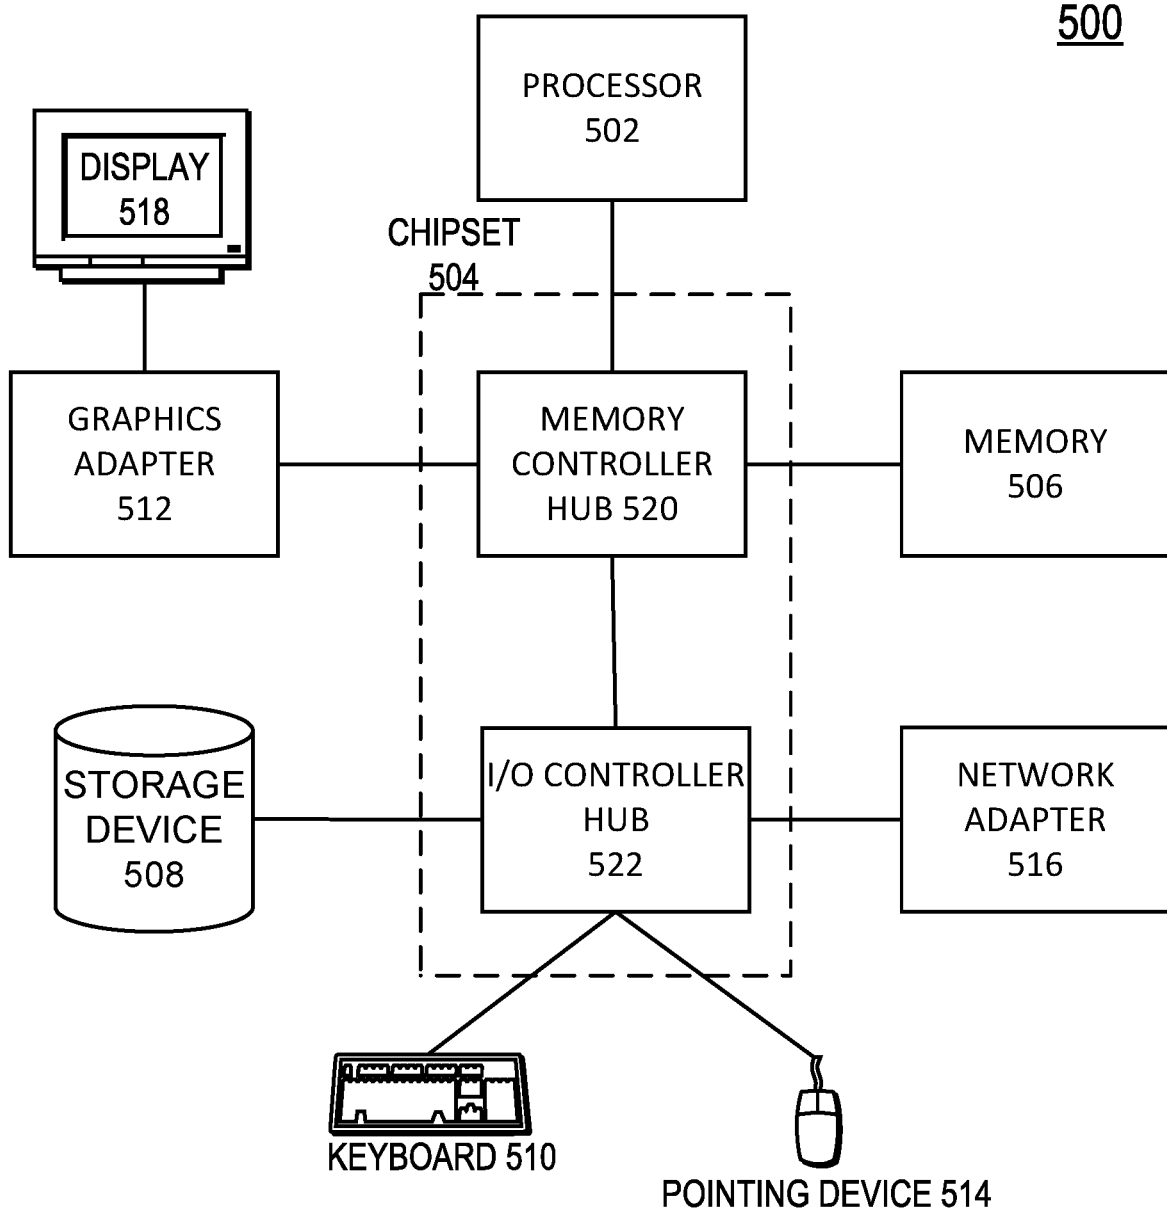 500
PROCESSOR
502
DISPLAY
518
CHIPSET
504
GRAPHICS
ADAPTER
512
MEMORY
CONTROLLER
HUB 520
MEMORY
506
STORAGE
DEVICE
508
I/O CONTROLLER
HUB
522
NETWORK
ADAPTER
516
KEYBOARD 510
POINTING DEVICE 514